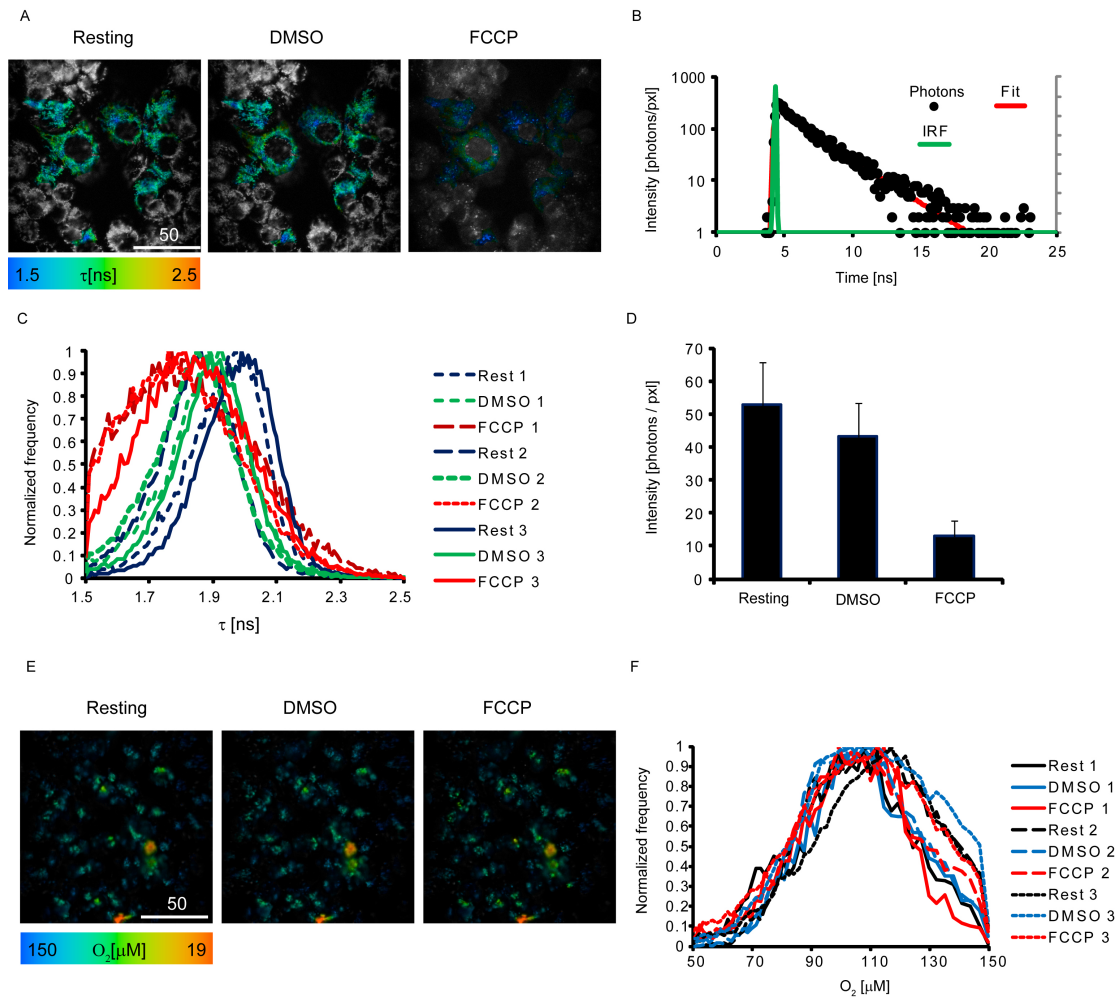 A
Resting DMSO FCCP
50
1.5 τ[ns] 2.5
B
Intensity [photons/pxl]
1000
100
10
1
Photons Fit
IRF
0 5 10 15 20 25
Time [ns]
C
Normalized frequency
1
0.9
0.8
0.7
0.6
0.5
0.4
0.3
0.2
0.1
0
1.5 1.7 1.9 2.1 2.3 2.5
τ [ns]
Rest 1
DMSO 1
FCCP 1
Rest 2
DMSO 2
FCCP 2
Rest 3
DMSO 3
FCCP 3
D
Intensity [photons / pxl]
70
60
50
40
30
20
10
0
Resting DMSO FCCP
E
Resting DMSO FCCP
50
150 O₂[µM] 19
F
Normalized frequency
1
0.9
0.8
0.7
0.6
0.5
0.4
0.3
0.2
0.1
0
50 70 90 110 130 150
O₂ [µM]
Rest 1
DMSO 1
FCCP 1
Rest 2
DMSO 2
FCCP 2
Rest 3
DMSO 3
FCCP 3